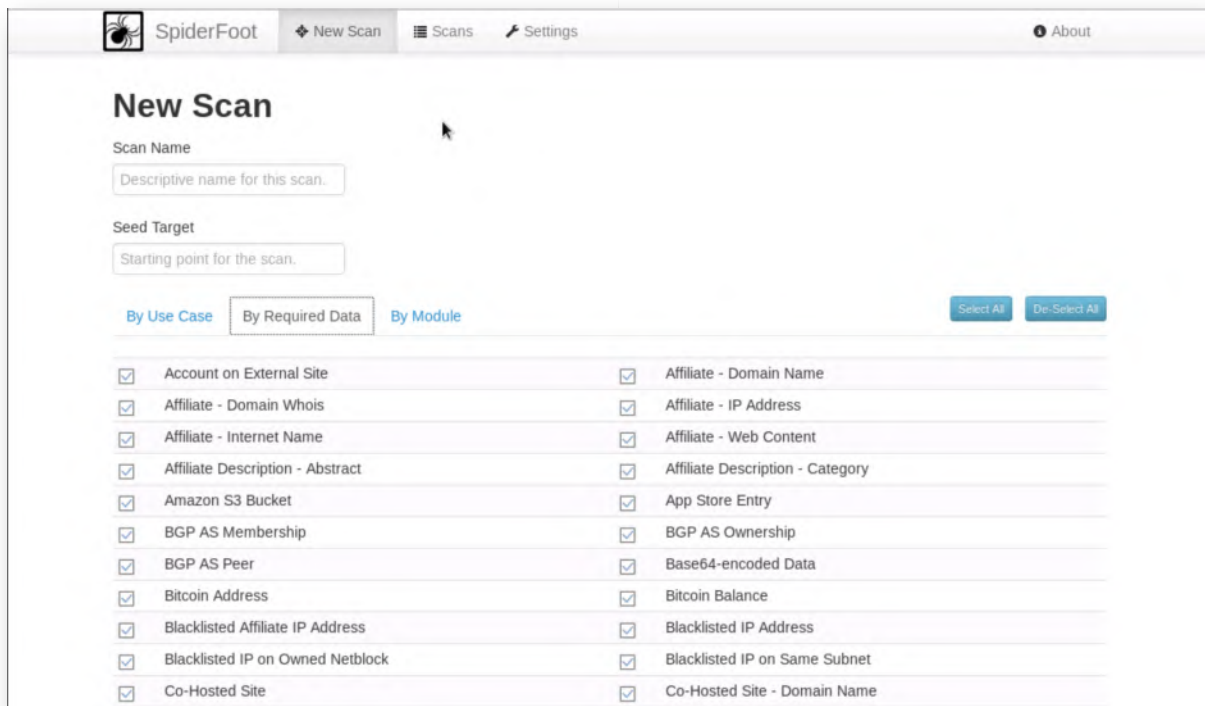 SpiderFoot New Scan Scans Settings About
New Scan
Scan Name
Descriptive name for this scan.
Seed Target
Starting point for the scan.
By Use Case By Required Data By Module Select All De-Select All
Account on External Site Affiliate - Domain Name
Affiliate - Domain Whois Affiliate - IP Address
Affiliate - Internet Name Affiliate - Web Content
Affiliate Description - Abstract Affiliate Description - Category
Amazon S3 Bucket App Store Entry
BGP AS Membership BGP AS Ownership
BGP AS Peer Base64-encoded Data
Bitcoin Address Bitcoin Balance
Blacklisted Affiliate IP Address Blacklisted IP Address
Blacklisted IP on Owned Netblock Blacklisted IP on Same Subnet
Co-Hosted Site Co-Hosted Site - Domain Name